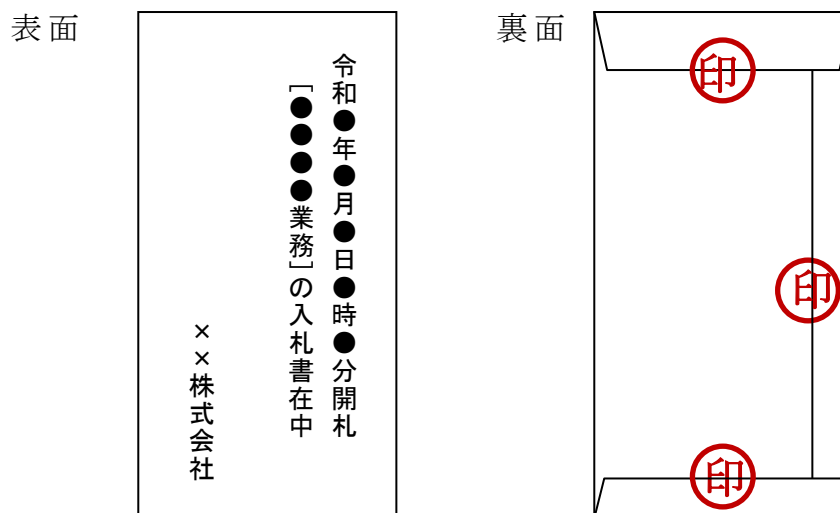 表面
令和●年●月●日●時●分開札
［●●●●業務］の入札書在中
××株式会社
裏面
印
印
印